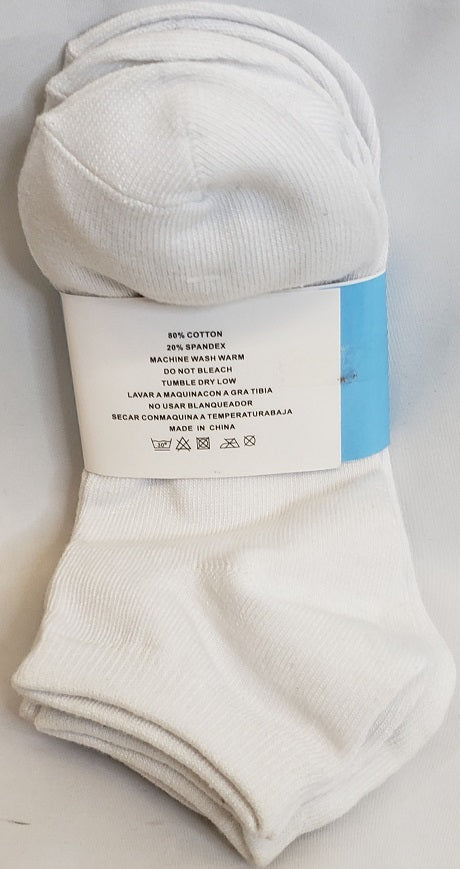 80% COTTON
20% SPANDEX
MACHINE WASH WARM
DO NOT BLEACH
TUMBLE DRY LOW
LAVAR A MAQUINACON A GRA TIBIA
NO USAR BLANQUEADOR
SECAR CONMAQUINA A TEMPERATURABAJA
MADE IN CHINA
30°